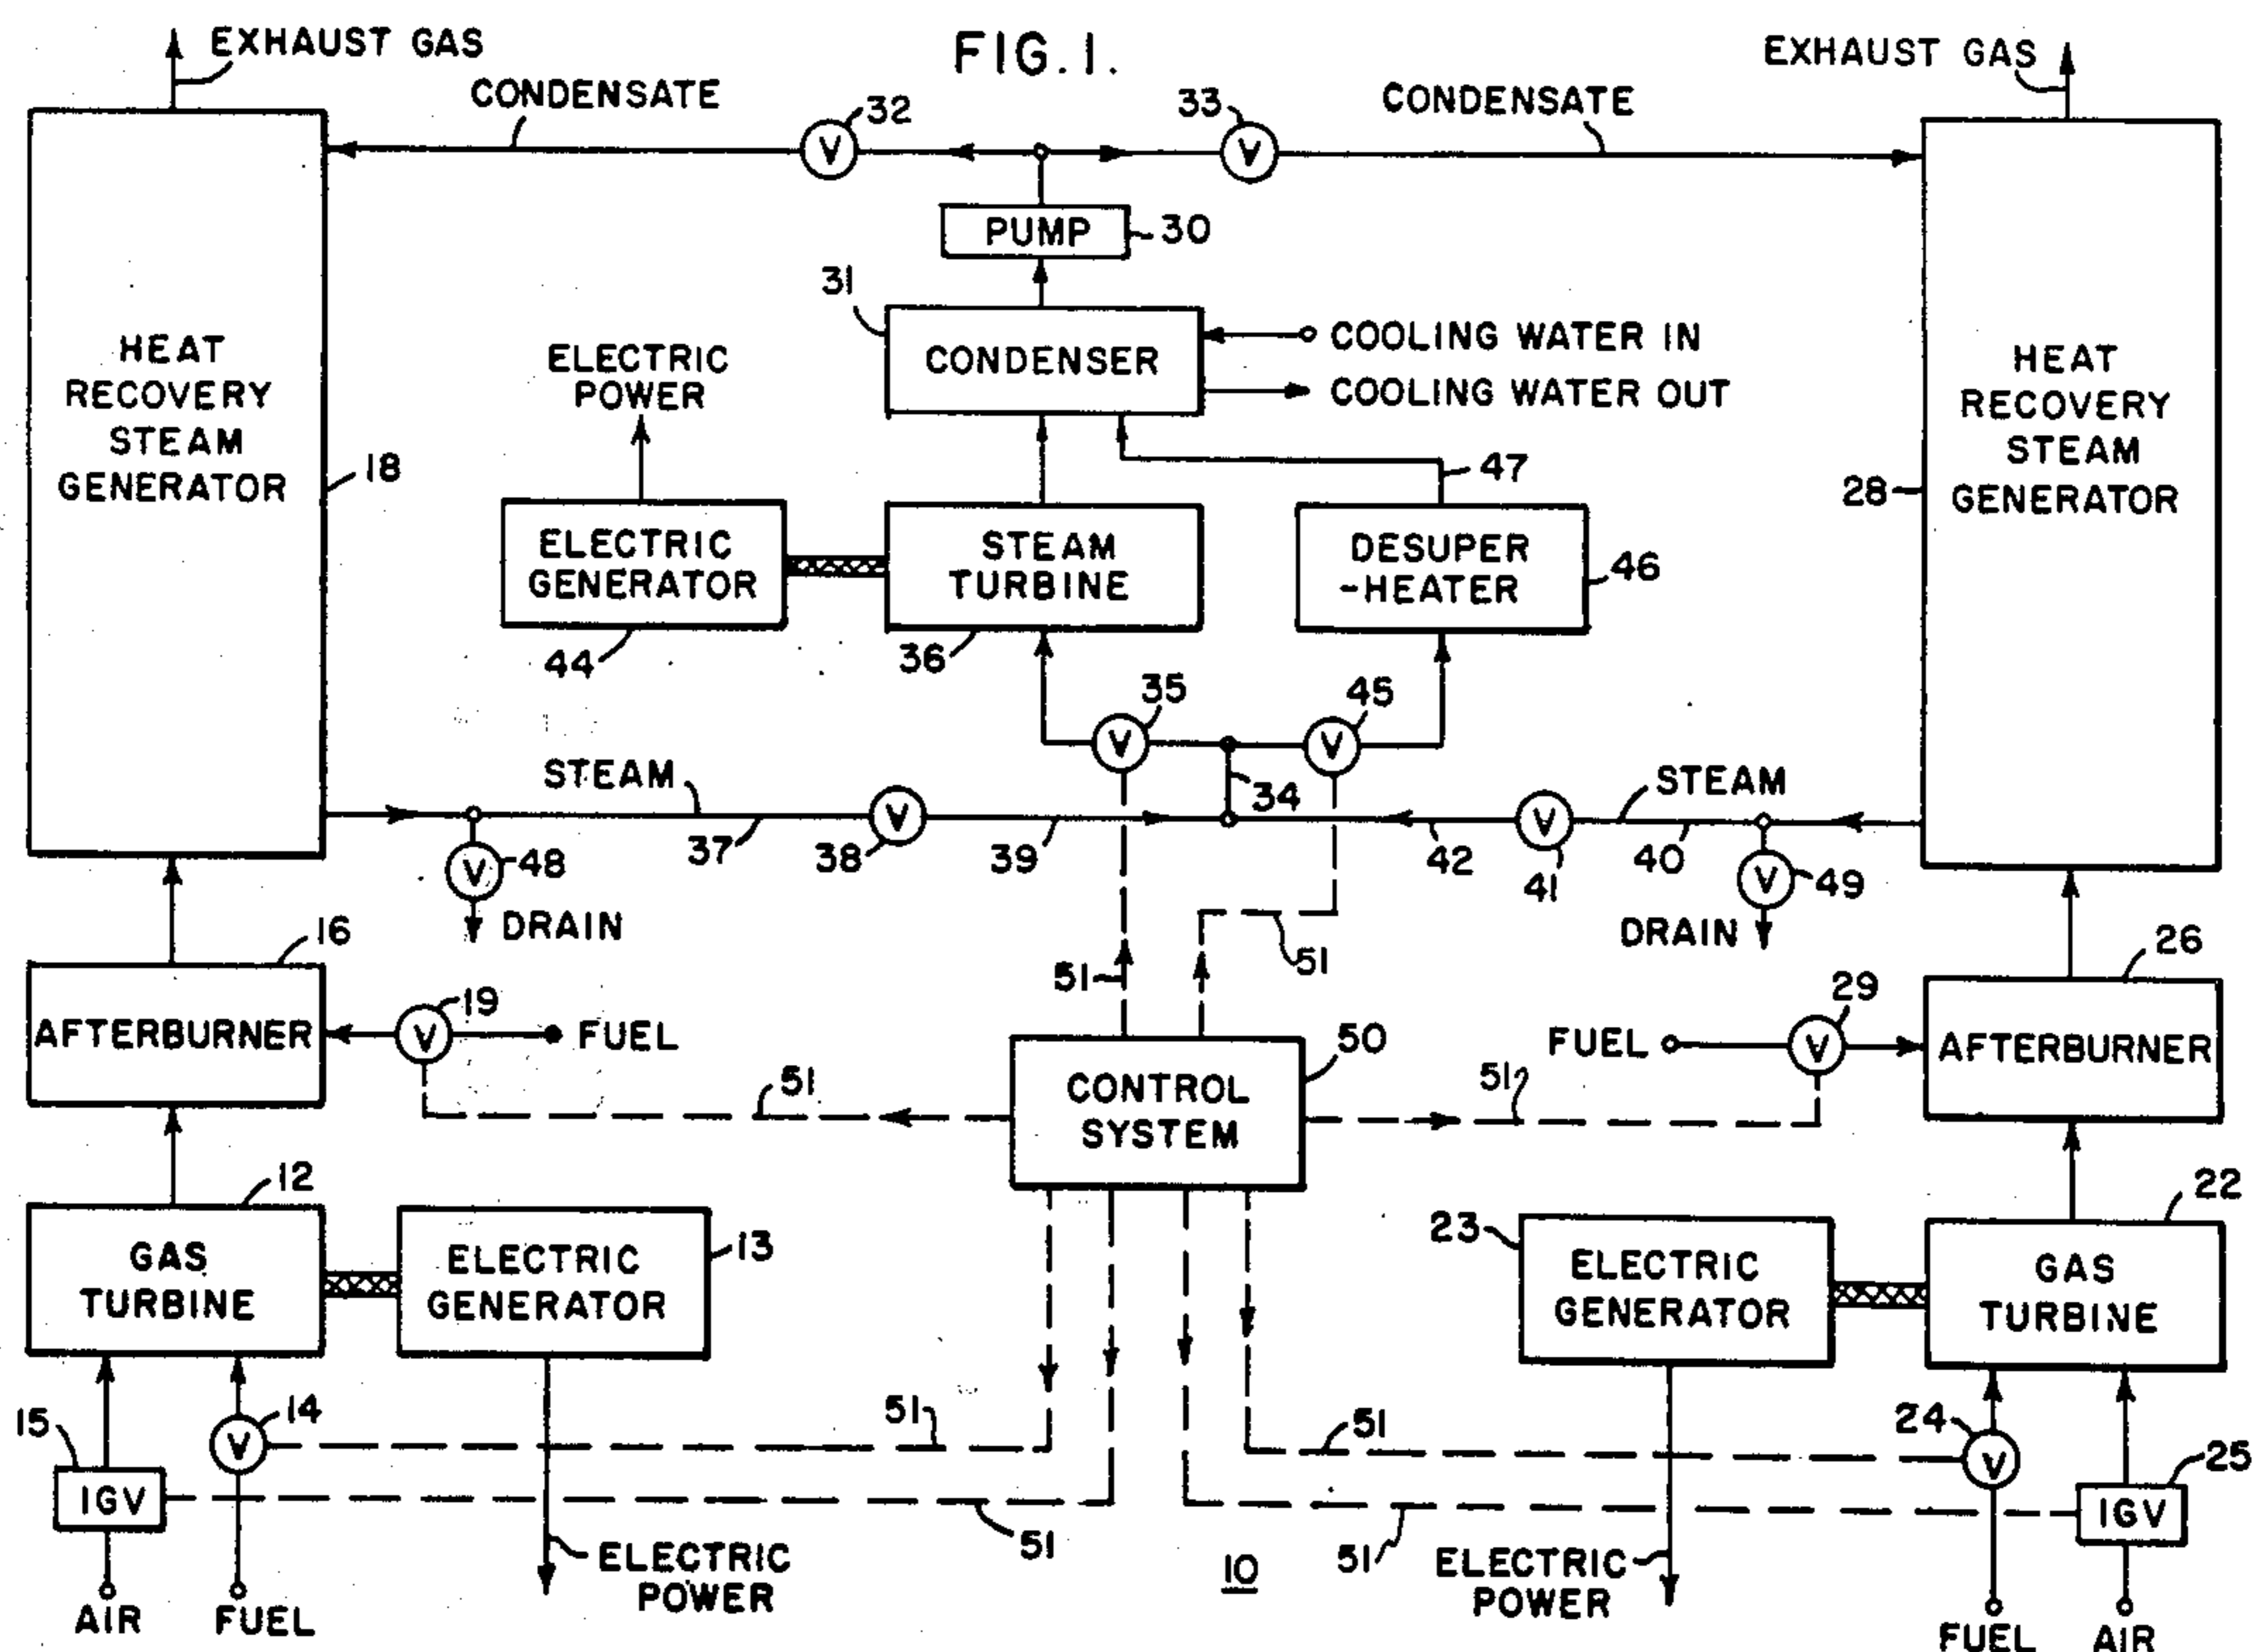 FIG. 1.
EXHAUST GAS
EXHAUST GAS
CONDENSATE
32
33
CONDENSATE
PUMP
30
31
CONDENSER
COOLING WATER IN
COOLING WATER OUT
HEAT
RECOVERY
STEAM
GENERATOR
18
ELECTRIC
POWER
HEAT
RECOVERY
STEAM
GENERATOR
28
47
ELECTRIC
GENERATOR
44
STEAM
TURBINE
36
DESUPER
-HEATER
46
V
V
35
V
45
V
34
STEAM
37
V
38
39
42
V
41
STEAM
40
V
48
DRAIN
V
49
DRAIN
16
AFTERBURNER
V
19
FUEL
51
51
51
CONTROL
SYSTEM
50
FUEL
V
29
51
26
AFTERBURNER
12
GAS
TURBINE
ELECTRIC
GENERATOR
13
23
ELECTRIC
GENERATOR
22
GAS
TURBINE
15
IGV
V
14
51
51
51
51
24
V
25
IGV
AIR
FUEL
ELECTRIC
POWER
10
ELECTRIC
POWER
FUEL
AIR